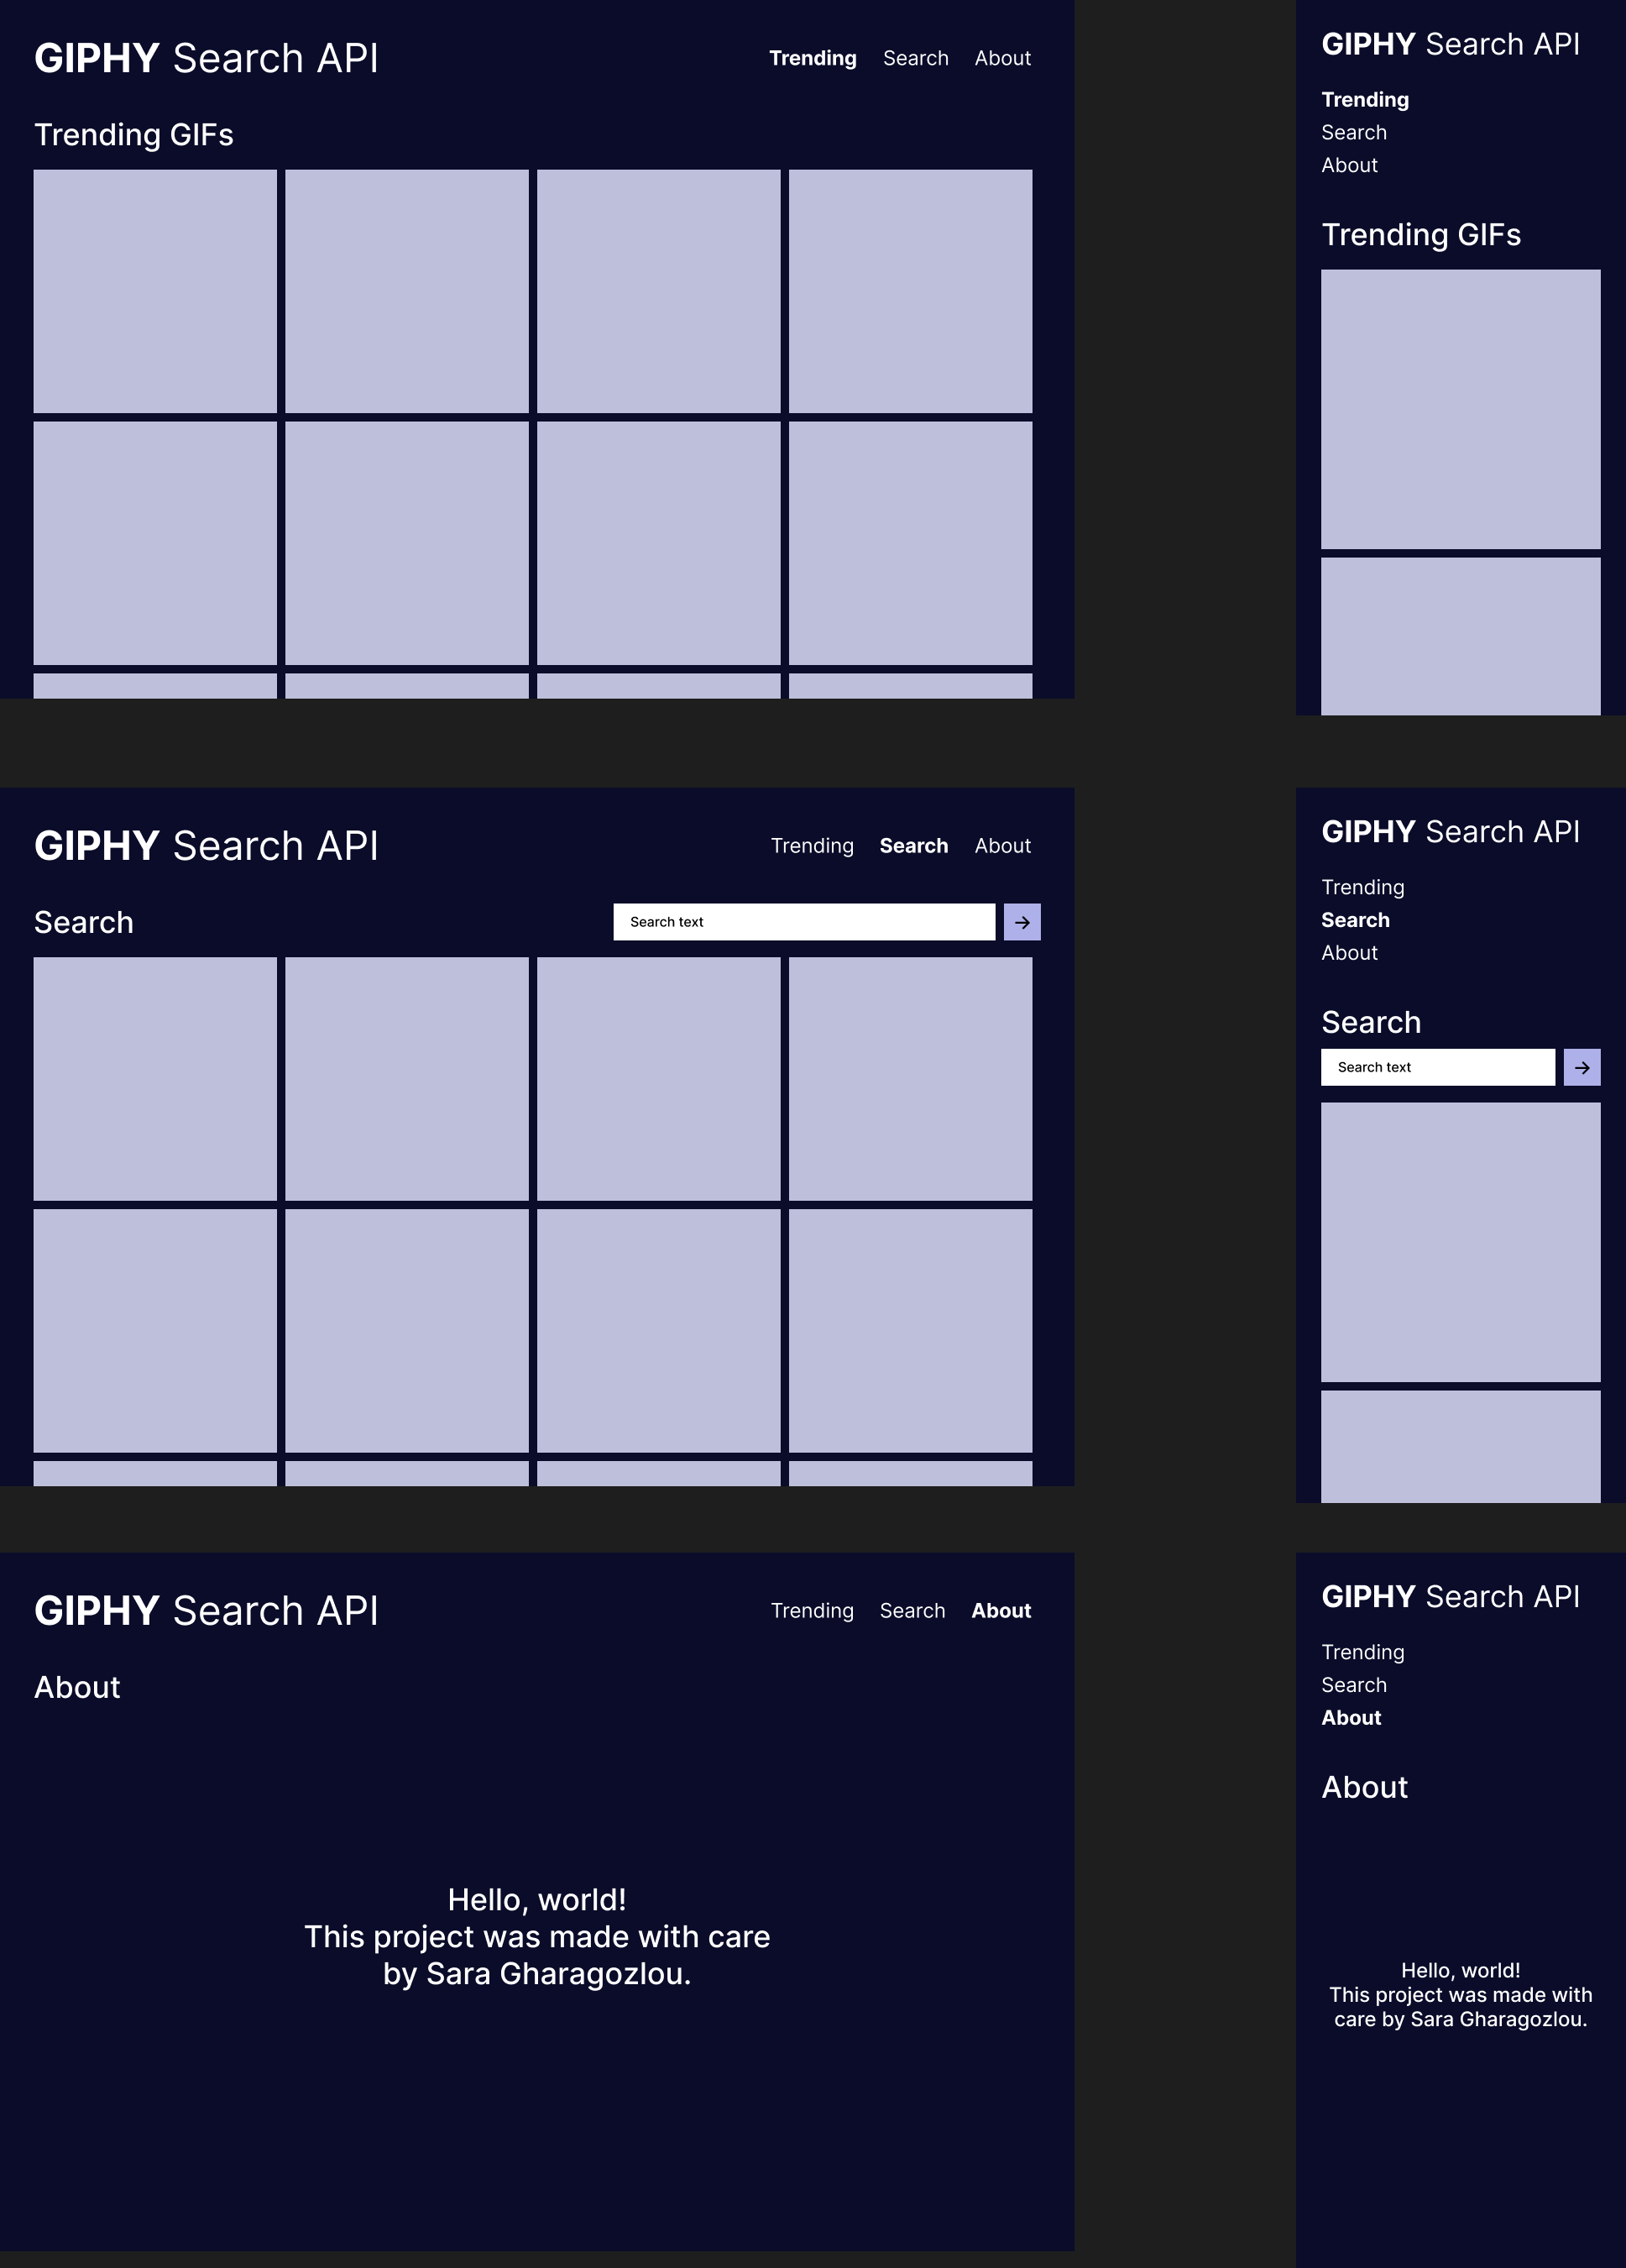 GIPHY Search API
Trending Search About
Trending GIFs
GIPHY Search API
Trending
Search
About
Trending GIFs
GIPHY Search API
Trending Search About
Search
Search text
GIPHY Search API
Trending
Search
About
Search
Search text
GIPHY Search API
Trending Search About
About
Hello, world!
This project was made with care
by Sara Gharagozlou.
GIPHY Search API
Trending
Search
About
About
Hello, world!
This project was made with
care by Sara Gharagozlou.